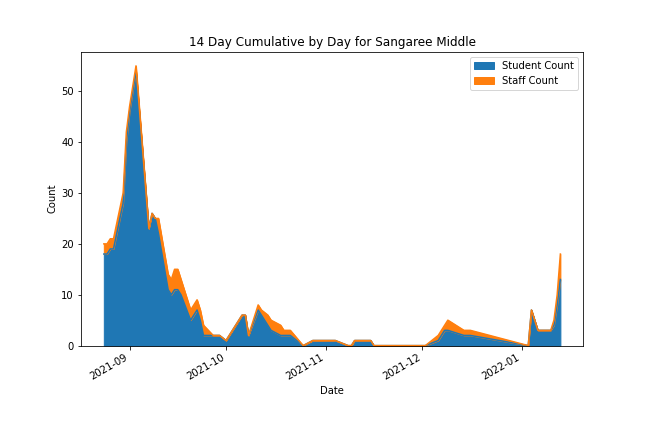 14 Day Cumulative by Day for Sangaree Middle
Student Count
Staff Count
50
40
30
20
10
0
Count
2021-09
2021-10
2021-11
2021-12
2022-01
Date